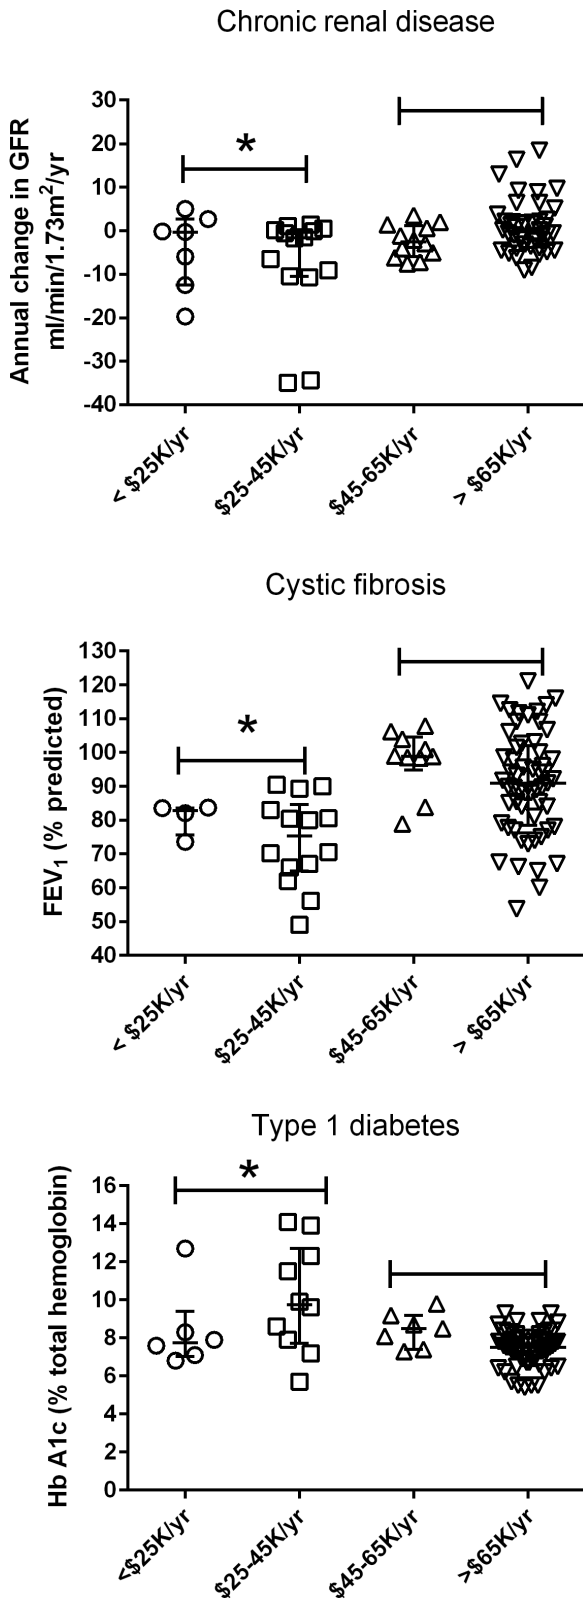 Chronic renal disease
Annual change in GFR
ml/min/1.73m²/yr
30
20
10
0
-10
-20
-30
-40
*
< $25K/yr
$25-45K/yr
$45-65K/yr
> $65K/yr
Cystic fibrosis
FEV₁ (% predicted)
130
120
110
100
90
80
70
60
50
40
*
< $25K/yr
$25-45K/yr
$45-65K/yr
> $65K/yr
Type 1 diabetes
Hb A1c (% total hemoglobin)
16
14
12
10
8
6
4
2
0
*
<$25K/yr
$25-45K/yr
$45-65K/yr
>$65K/yr